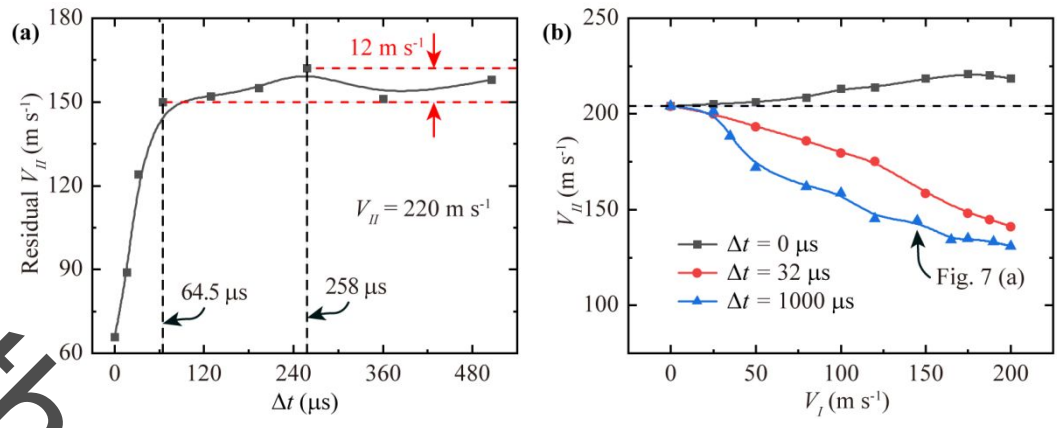 (a)
180
150
120
90
60
Residual V_II (m s⁻¹)
12 m s⁻¹
V_II = 220 m s⁻¹
64.5 μs
258 μs
0 120 240 360 480
Δt (μs)
(b)
250
200
150
100
V_II (m s⁻¹)
Δt = 0 μs
Δt = 32 μs
Δt = 1000 μs
Fig. 7 (a)
0 50 100 150 200
V_I (m s⁻¹)